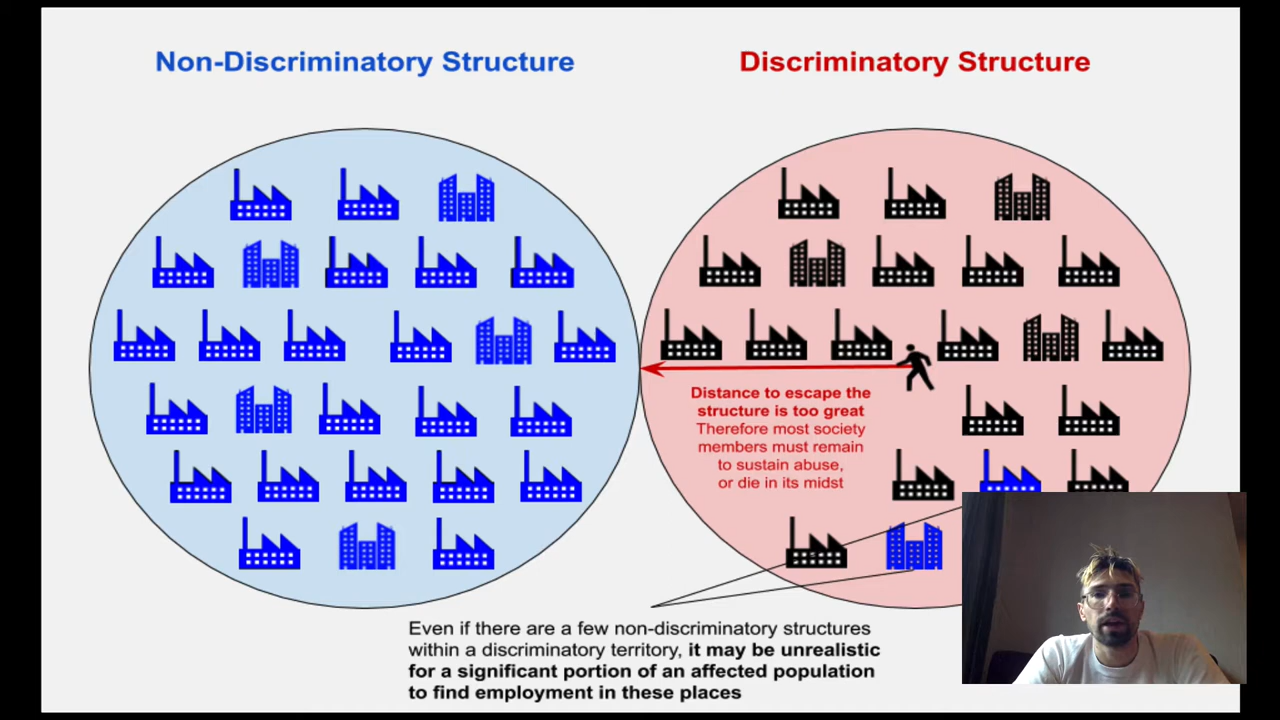 Non-Discriminatory Structure
Discriminatory Structure
Distance to escape the
structure is too great
Therefore most society
members must remain
to sustain abuse,
or die in its midst
Even if there are a few non-discriminatory structures
within a discriminatory territory, it may be unrealistic
for a significant portion of an affected population
to find employment in these places